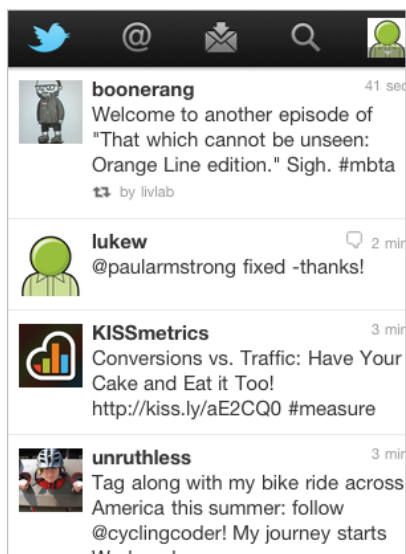 @
boonerang
41 sec
Welcome to another episode of
"That which cannot be unseen:
Orange Line edition." Sigh. #mbta
by livlab
lukew
2 min
@paularmstrong fixed -thanks!
KISSmetrics
3 min
Conversions vs. Traffic: Have Your
Cake and Eat it Too!
http://kiss.ly/aE2CQ0 #measure
unruthless
3 min
Tag along with my bike ride across
America this summer: follow
@cyclingcoder! My journey starts